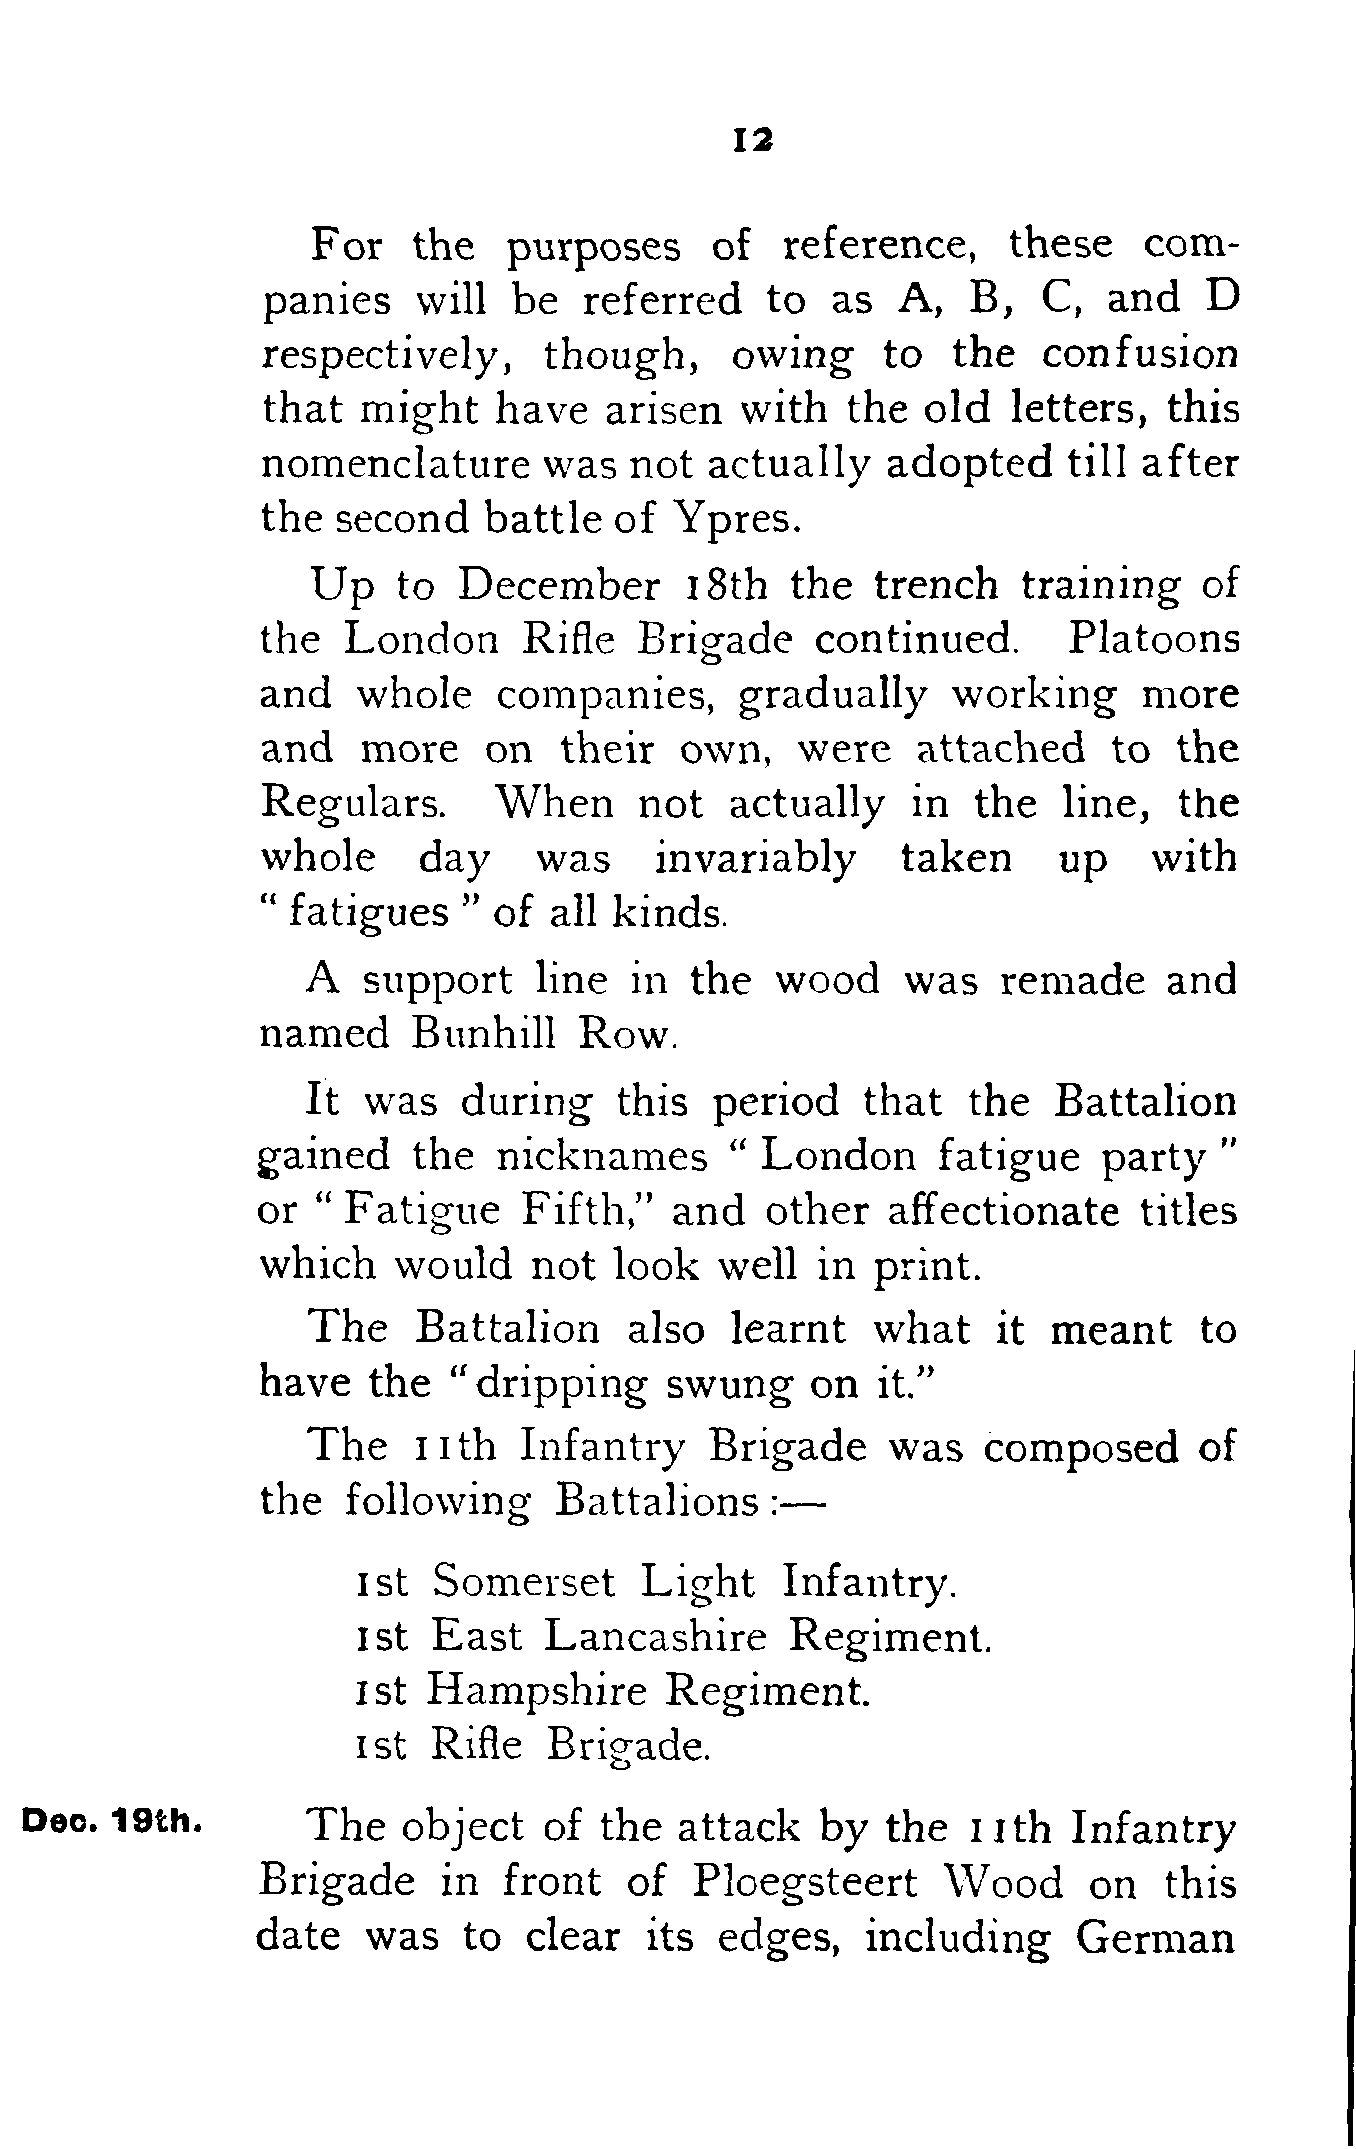 12
For the purposes of reference, these com-
panies will be referred to as A, B, C, and D
respectively, though, owing to the confusion
that might have arisen with the old letters, this
nomenclature was not actually adopted till after
the second battle of Ypres.
Up to December 18th the trench training of
the London Rifle Brigade continued. Platoons
and whole companies, gradually working more
and more on their own, were attached to the
Regulars. When not actually in the line, the
whole day was invariably taken up with
" fatigues " of all kinds.
A support line in the wood was remade and
named Bunhill Row.
It was during this period that the Battalion
gained the nicknames " London fatigue party "
or " Fatigue Fifth," and other affectionate titles
which would not look well in print.
The Battalion also learnt what it meant to
have the " dripping swung on it."
The 11th Infantry Brigade was composed of
the following Battalions :—
1st Somerset Light Infantry.
1st East Lancashire Regiment.
1st Hampshire Regiment.
1st Rifle Brigade.
Dec. 19th. The object of the attack by the 11th Infantry
Brigade in front of Ploegsteert Wood on this
date was to clear its edges, including German